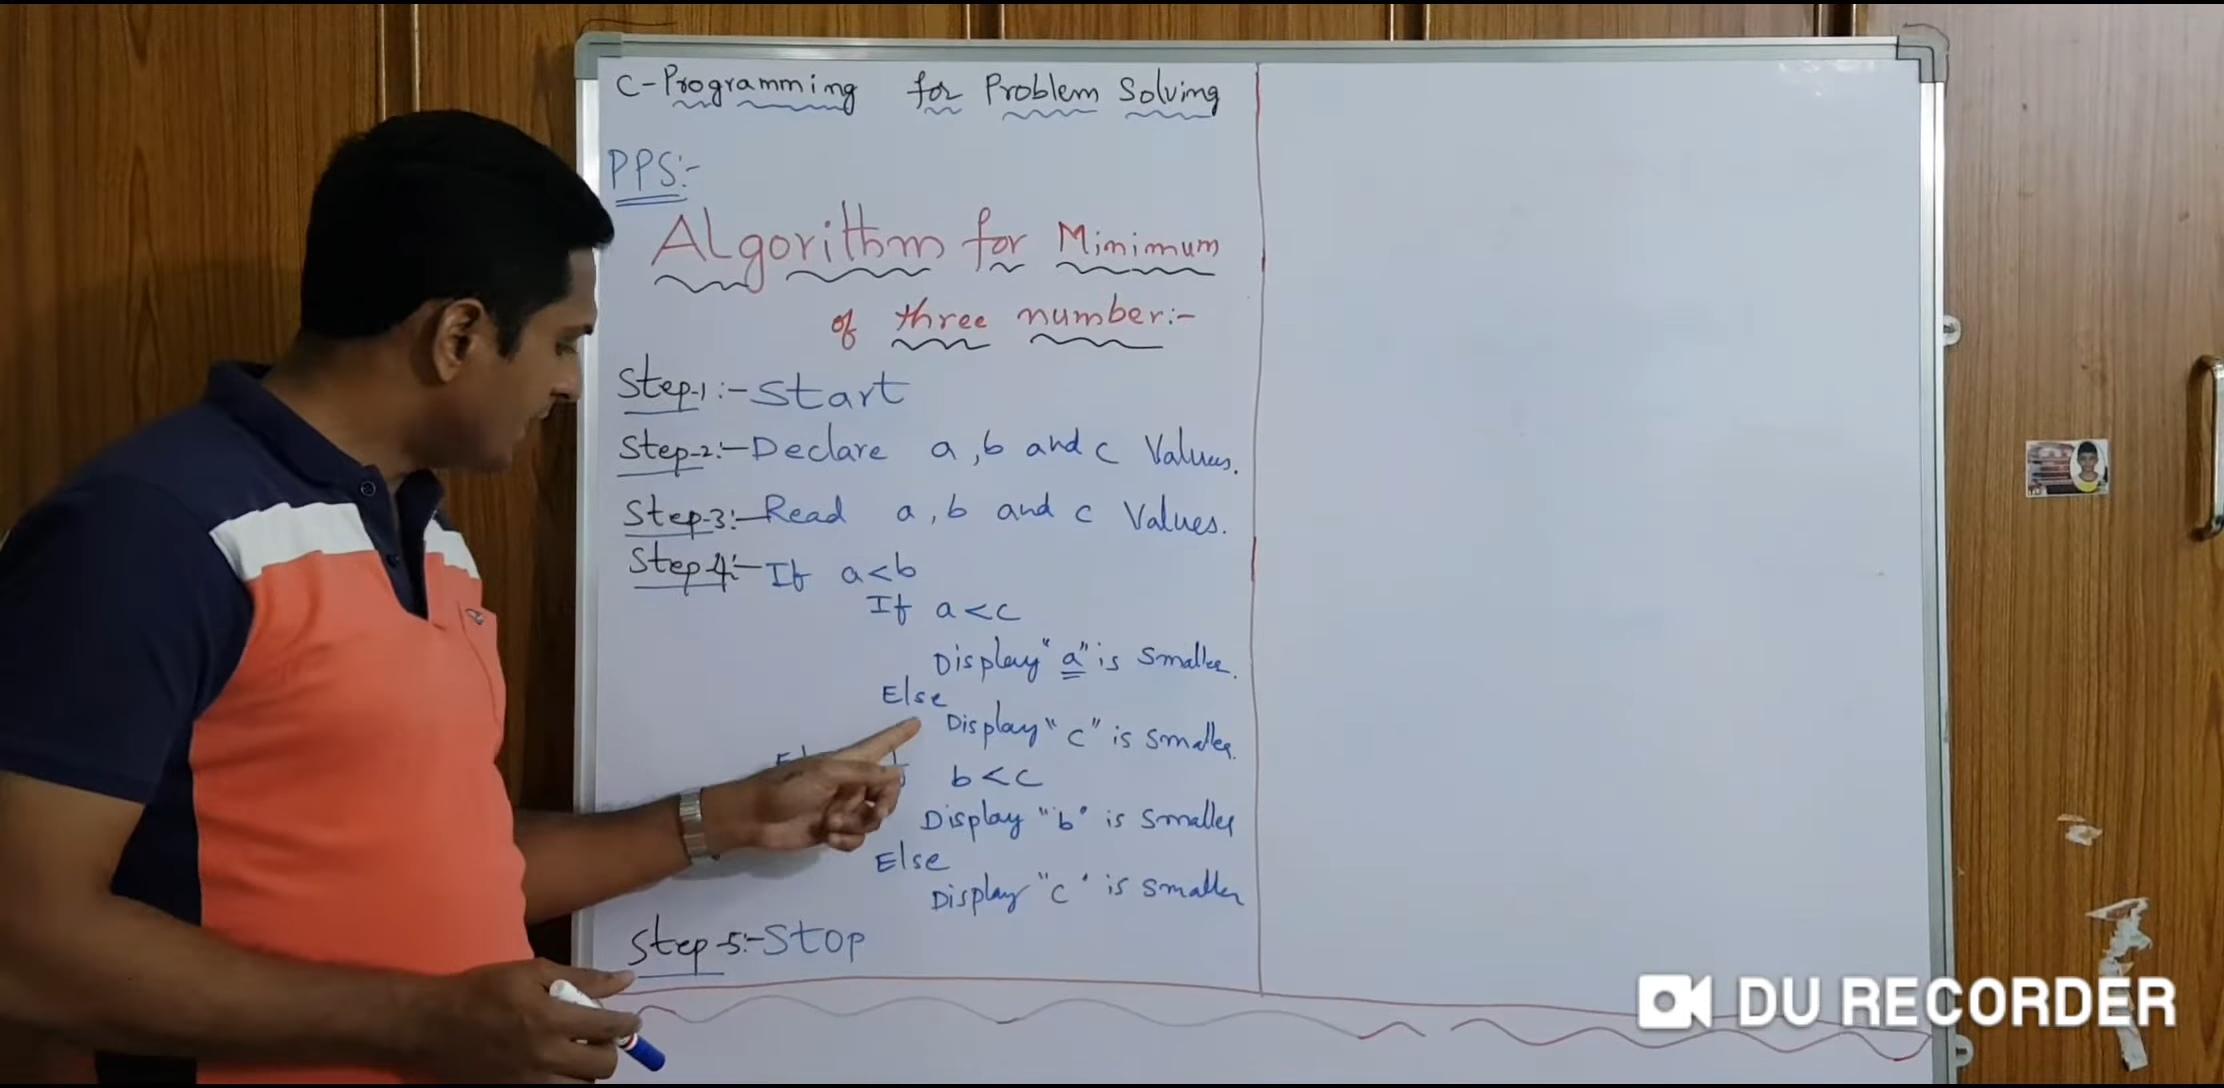 C-Programming for Problem Solving
PPS:-
Algorithm for Minimum
of three number:-
Step-1:- Start
Step-2:- Declare a, b and c Values.
Step-3:- Read a, b and c Values.
Step 4:- If a<b
If a<c
Display "a" is smaller.
Else
Display "c" is smaller.
b<c
Display "b" is smaller
Else
Display "c" is smaller
Step-5:- Stop
DU RECORDER